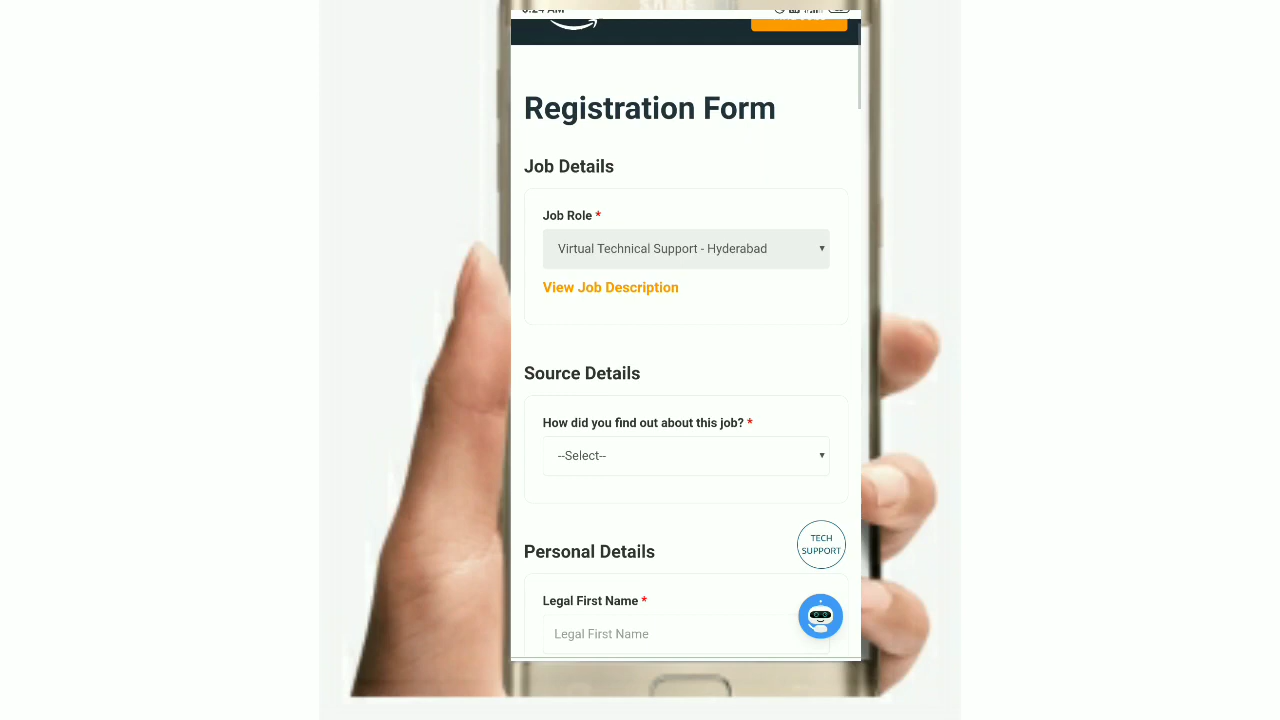 Registration Form
Job Details
Job Role *
Virtual Technical Support - Hyderabad
View Job Description
Source Details
How did you find out about this job? *
--Select--
TECH
SUPPORT
Personal Details
Legal First Name *
Legal First Name